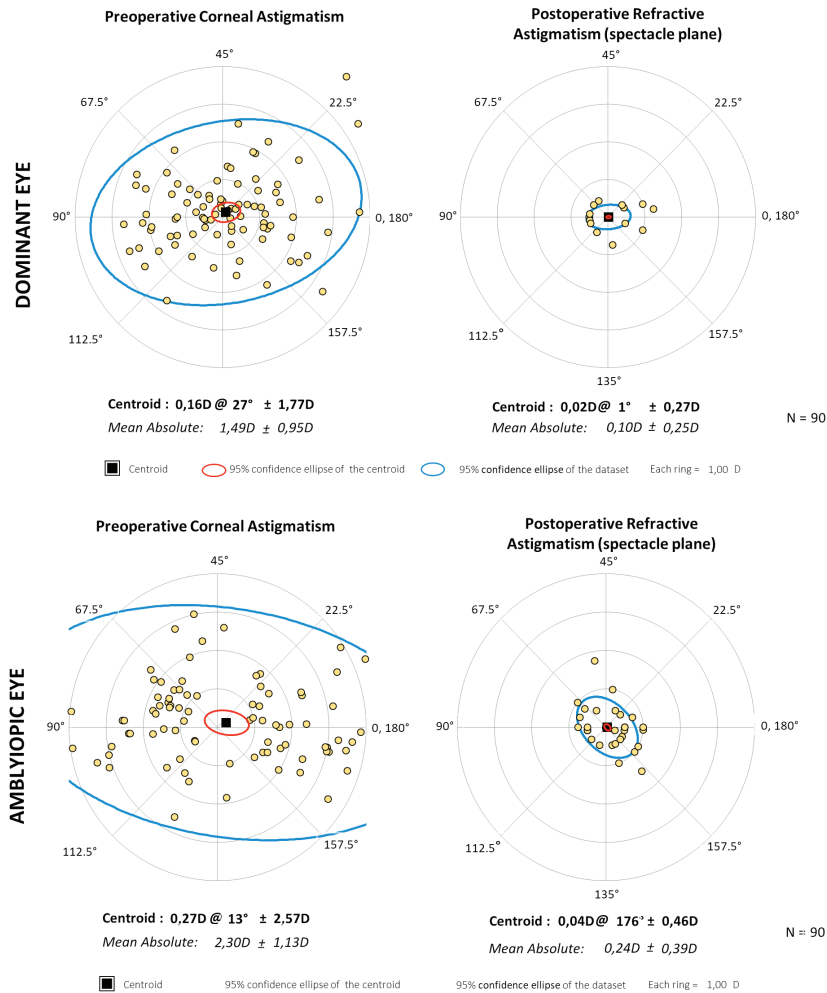 Preoperative Corneal Astigmatism
Postoperative Refractive
Astigmatism (spectacle plane)
DOMINANT EYE
45°
67.5°
22.5°
90°
0, 180°
112.5°
157.5°
45°
67.5°
22.5°
90°
0, 180°
112.5°
157.5°
135°
Centroid : 0,16D @ 27° ± 1,77D
Mean Absolute: 1,49D ± 0,95D
Centroid : 0,02D@ 1° ± 0,27D
Mean Absolute: 0,10D ± 0,25D
N = 90
Centroid 95% confidence ellipse of the centroid 95% confidence ellipse of the dataset Each ring = 1,00 D
Preoperative Corneal Astigmatism
Postoperative Refractive
Astigmatism (spectacle plane)
AMBLYIOPIC EYE
45°
67.5°
22.5°
90°
0, 180°
112.5°
157.5°
45°
67.5°
22.5°
90°
0, 180°
112.5°
157.5°
135°
Centroid : 0,27D @ 13° ± 2,57D
Mean Absolute: 2,30D ± 1,13D
Centroid : 0,04D@ 176° ± 0,46D
Mean Absolute: 0,24D ± 0,39D
N = 90
Centroid 95% confidence ellipse of the centroid 95% confidence ellipse of the dataset Each ring = 1,00 D